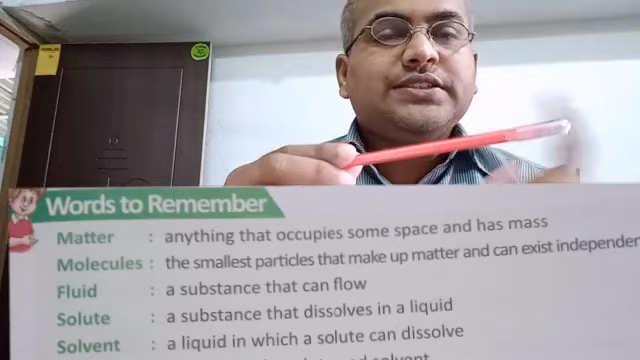 Words to Remember
Matter : anything that occupies some space and has mass
Molecules : the smallest particles that make up matter and can exist independen
Fluid : a substance that can flow
Solute : a substance that dissolves in a liquid
Solvent : a liquid in which a solute can dissolve
solvent